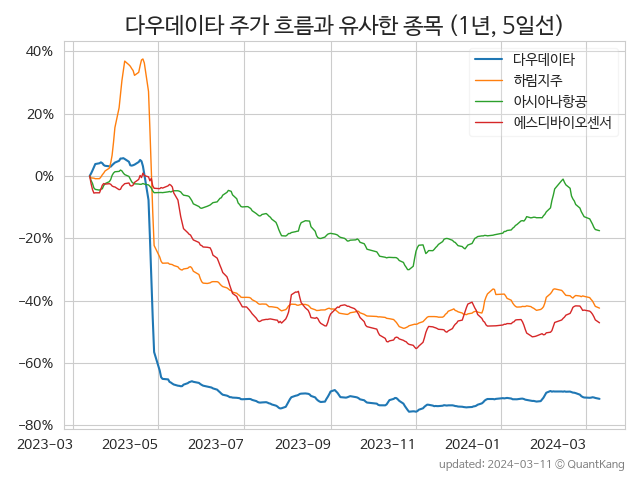 다우데이타 주가 흐름과 유사한 종목 (1년, 5일선)
40%
20%
0%
−20%
−40%
−60%
−80%
다우데이타
하림지주
아시아나항공
에스디바이오센서
2023-03 2023-05 2023-07 2023-09 2023-11 2024-01 2024-03
updated: 2024-03-11 © QuantKang